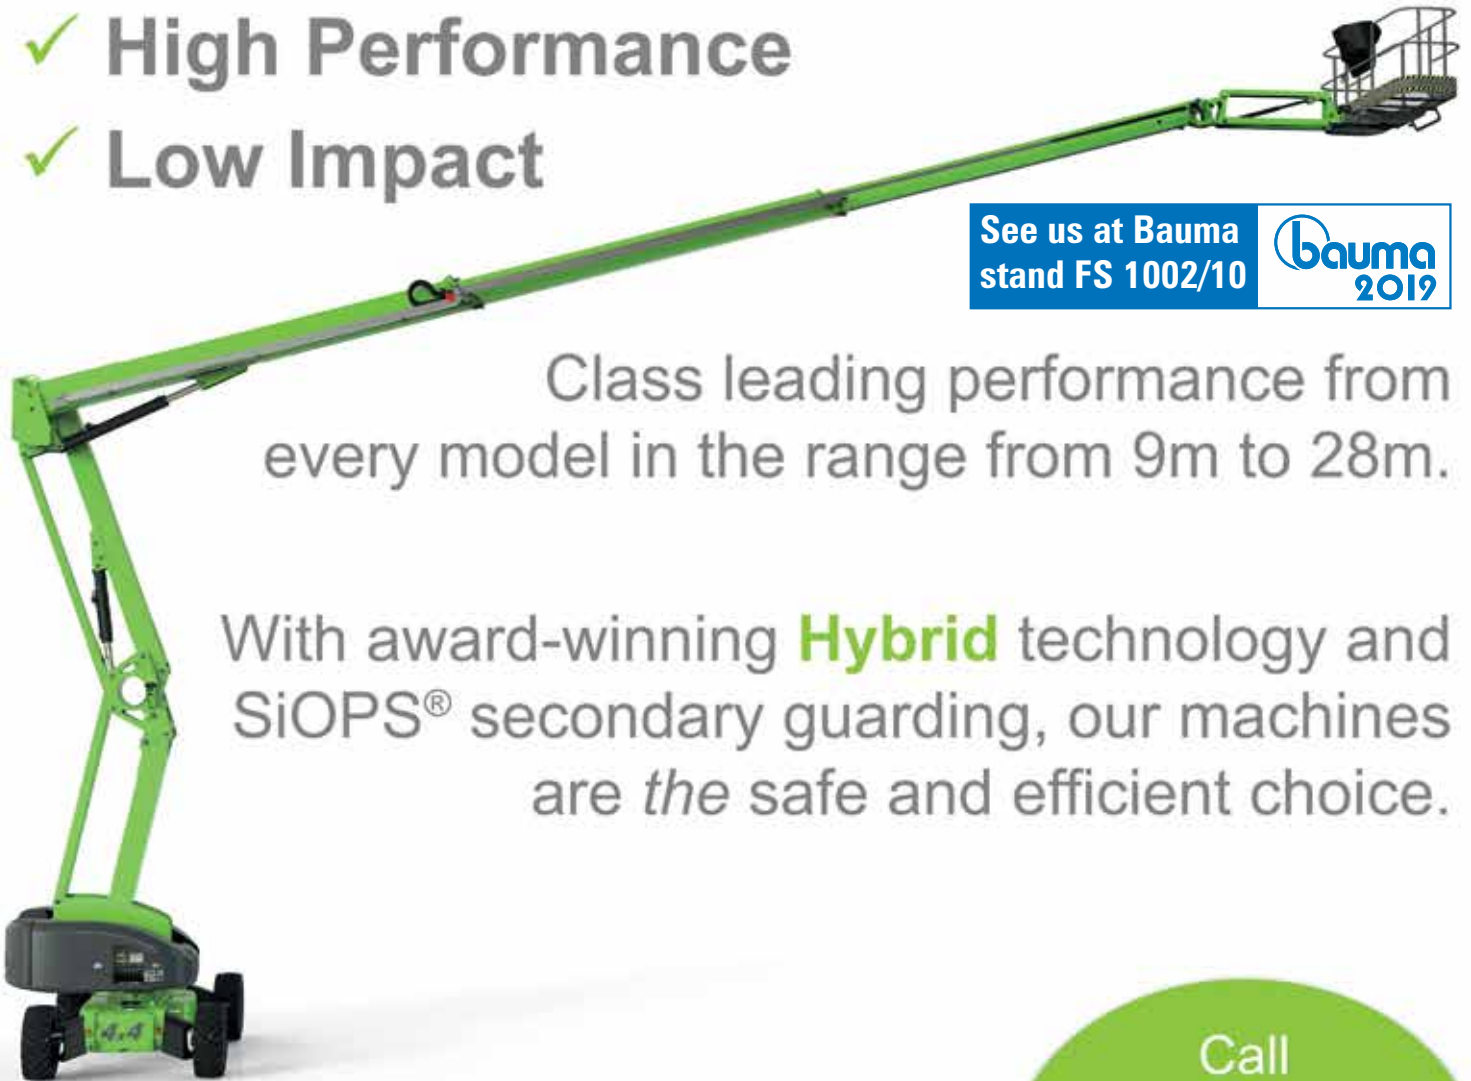 ✓ High Performance
✓ Low Impact
See us at Bauma
stand FS 1002/10
bauma
2019
Class leading performance from
every model in the range from 9m to 28m.
With award-winning Hybrid technology and
SiOPS® secondary guarding, our machines
are the safe and efficient choice.
4x4
Call